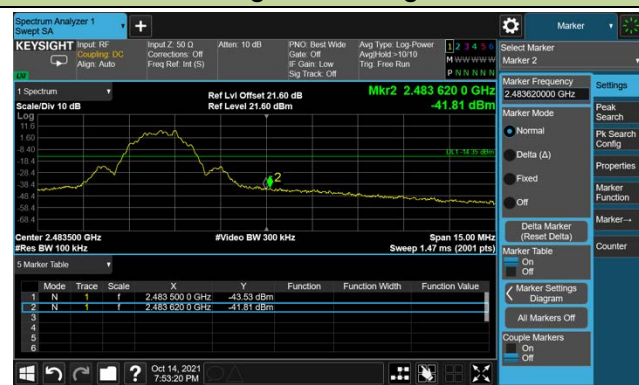 Spectrum Analyzer 1
Swept SA
Marker
KEYSIGHT
Input: RF
Coupling: DC
Align: Auto
Input Z: 50 Ω
Corrections: Off
Freq Ref: Int (S)
Atten: 10 dB
PNO: Best Wide
Gate: Off
IF Gain: Low
Sig Track: Off
Avg Type: Log-Power
Avg|Hold:>10/10
Trig: Free Run
1 2 3 4 5 6
M W W W W W
P N N N N N
Select Marker
Marker 2
Marker Frequency
2.483620000 GHz
Settings
Peak Search
Pk Search Config
Properties
Marker Function
Marker→
Counter
Marker Mode
Normal
Delta (Δ)
Fixed
Off
Delta Marker
(Reset Delta)
Marker Table
On
Off
Marker Settings
Diagram
All Markers Off
Couple Markers
On
Off
LV
1 Spectrum
Scale/Div 10 dB
Log
Ref Lvl Offset 21.60 dB
Ref Level 21.60 dBm
Mkr2 2.483 620 0 GHz
-41.81 dBm
11.6
1.60
-8.40
-18.4
-28.4
-38.4
-48.4
-58.4
-68.4
DL1 -14.35 dBm
2
Center 2.483500 GHz
#Res BW 100 kHz
#Video BW 300 kHz
Span 15.00 MHz
Sweep 1.47 ms (2001 pts)
5 Marker Table
Mode Trace Scale X Y Function Function Width Function Value
1 N 1 f 2.483 500 0 GHz -43.53 dBm
2 N 1 f 2.483 620 0 GHz -41.81 dBm
3
4
5
6
?
Oct 14, 2021
7:53:20 PM